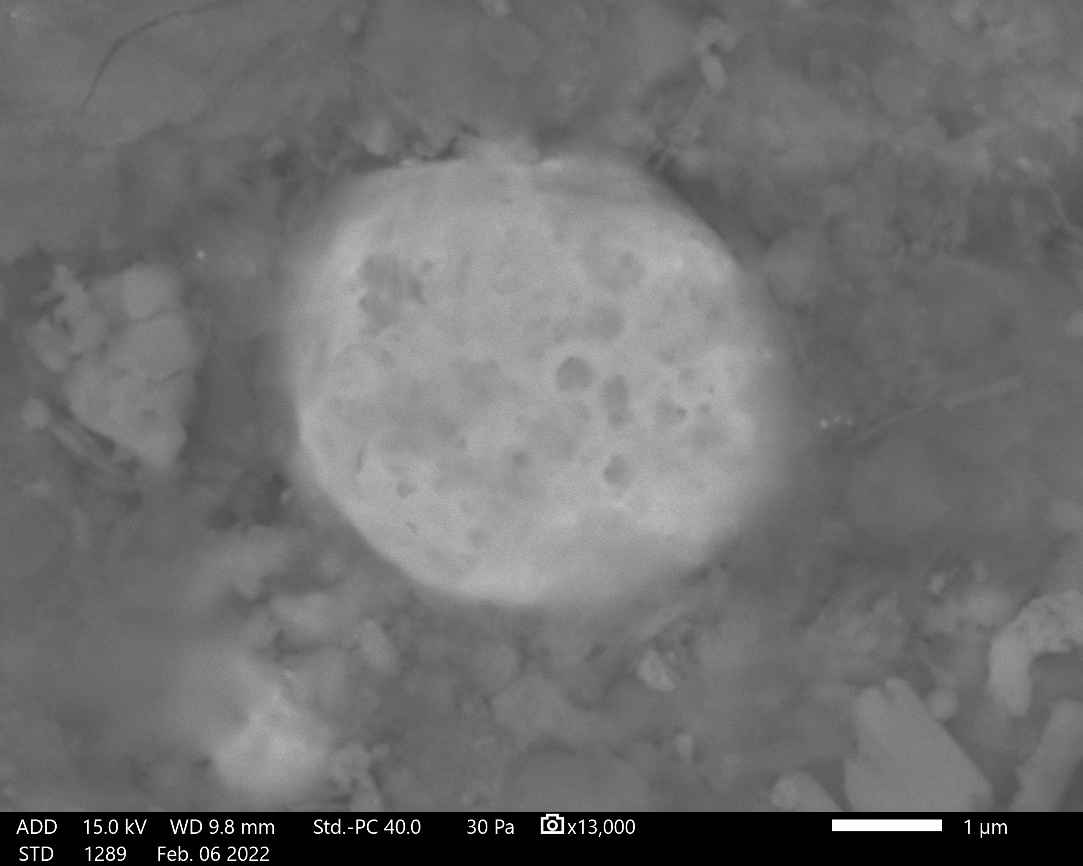 ADD 15.0 kV WD 9.8 mm Std.-PC 40.0 30 Pa x13,000 1 µm
STD 1289 Feb. 06 2022